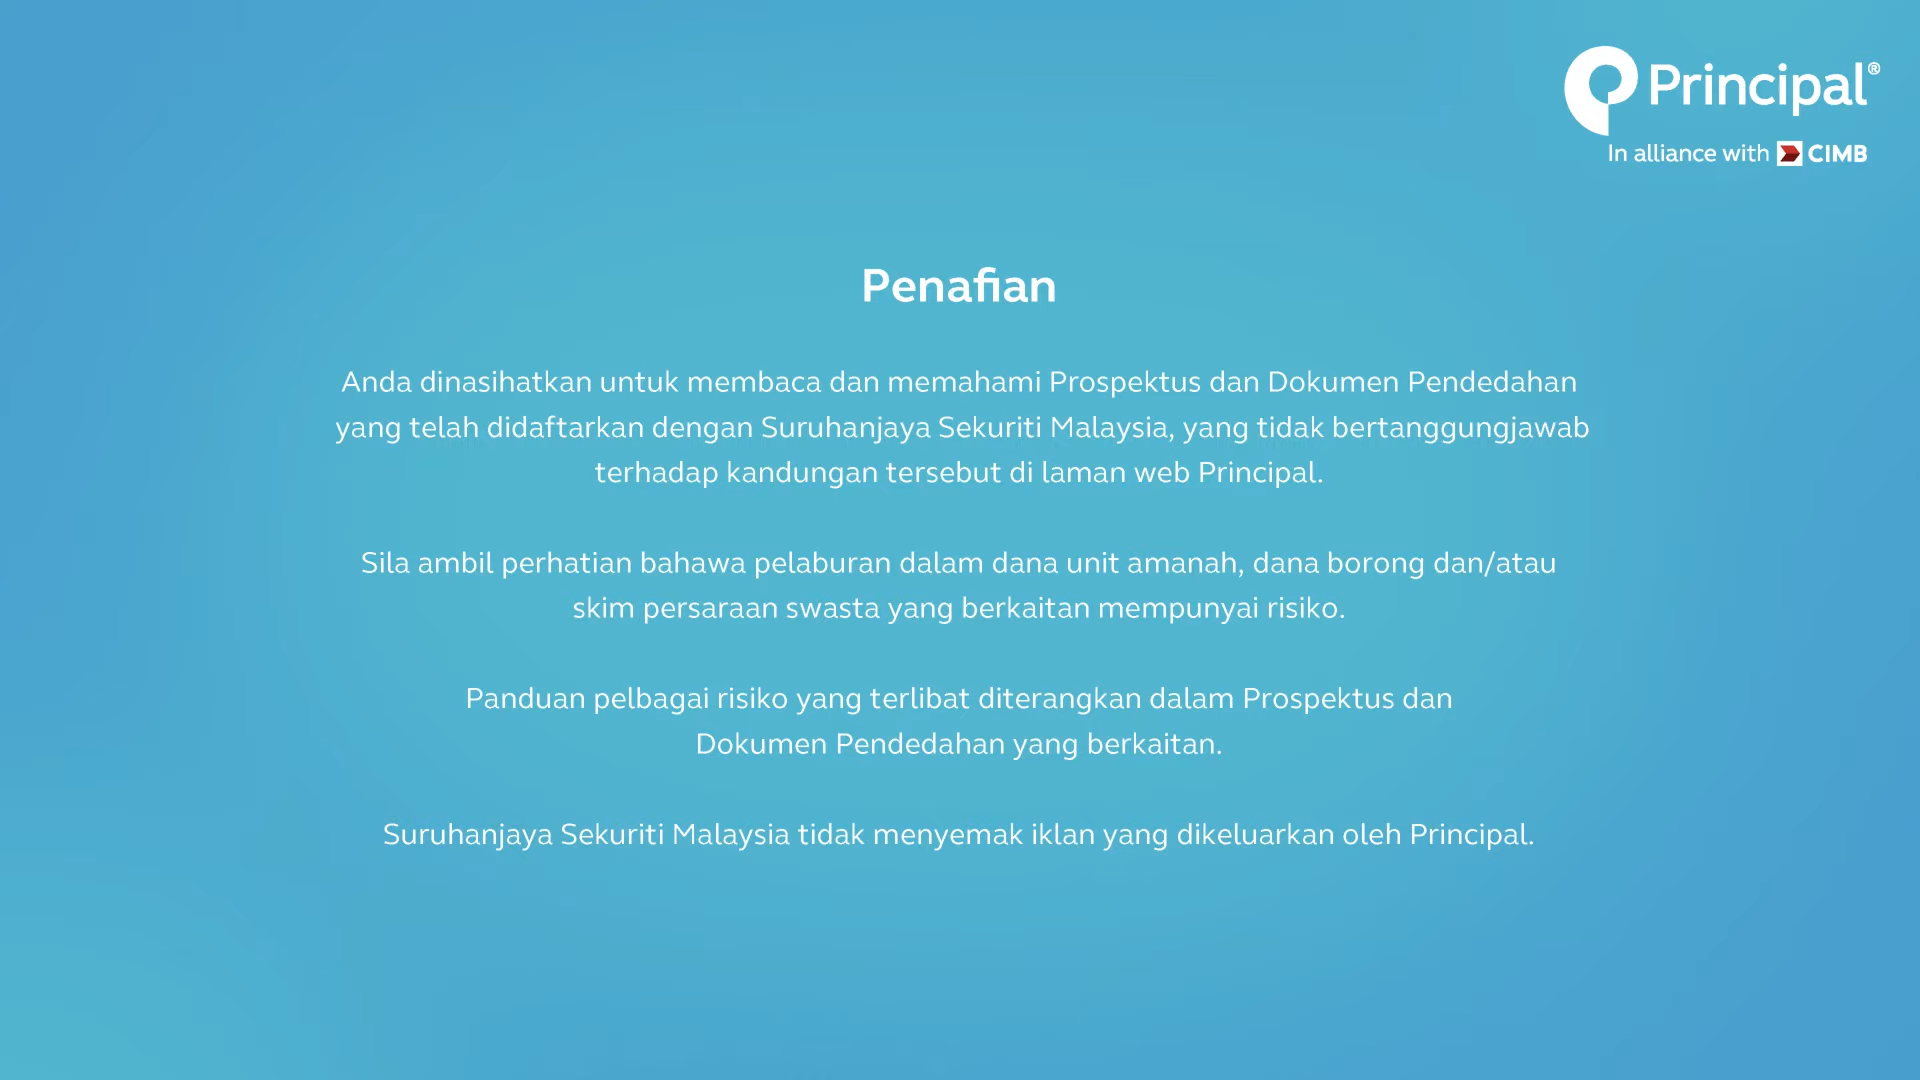 Principal®
In alliance with CIMB
Penafian
Anda dinasihatkan untuk membaca dan memahami Prospektus dan Dokumen Pendedahan
yang telah didaftarkan dengan Suruhanjaya Sekuriti Malaysia, yang tidak bertanggungjawab
terhadap kandungan tersebut di laman web Principal.
Sila ambil perhatian bahawa pelaburan dalam dana unit amanah, dana borong dan/atau
skim persaraan swasta yang berkaitan mempunyai risiko.
Panduan pelbagai risiko yang terlibat diterangkan dalam Prospektus dan
Dokumen Pendedahan yang berkaitan.
Suruhanjaya Sekuriti Malaysia tidak menyemak iklan yang dikeluarkan oleh Principal.